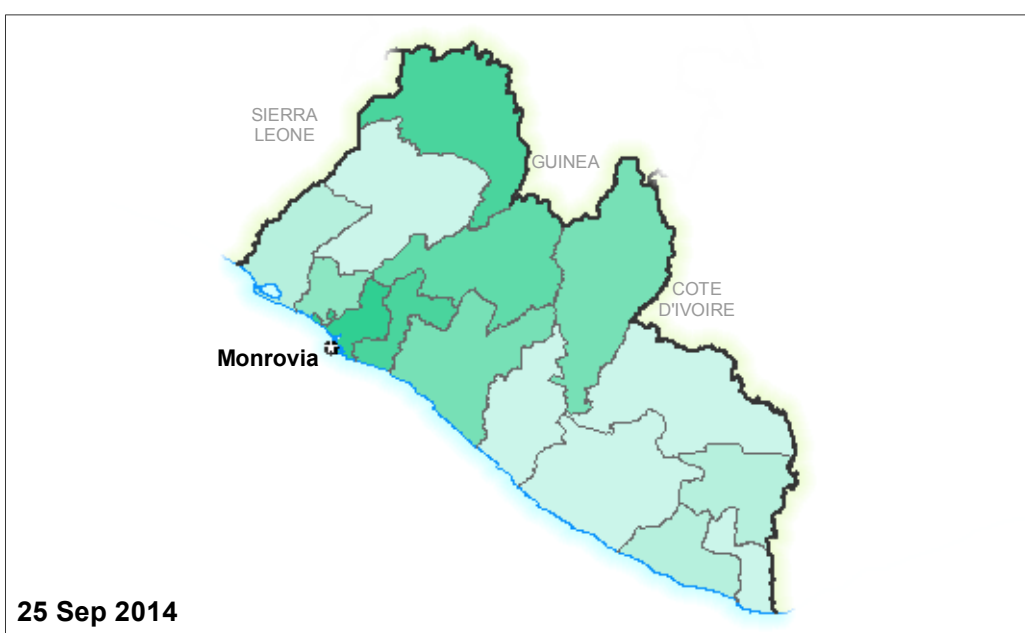 SIERRA
LEONE
GUINEA
COTE
D'IVOIRE
Monrovia
25 Sep 2014